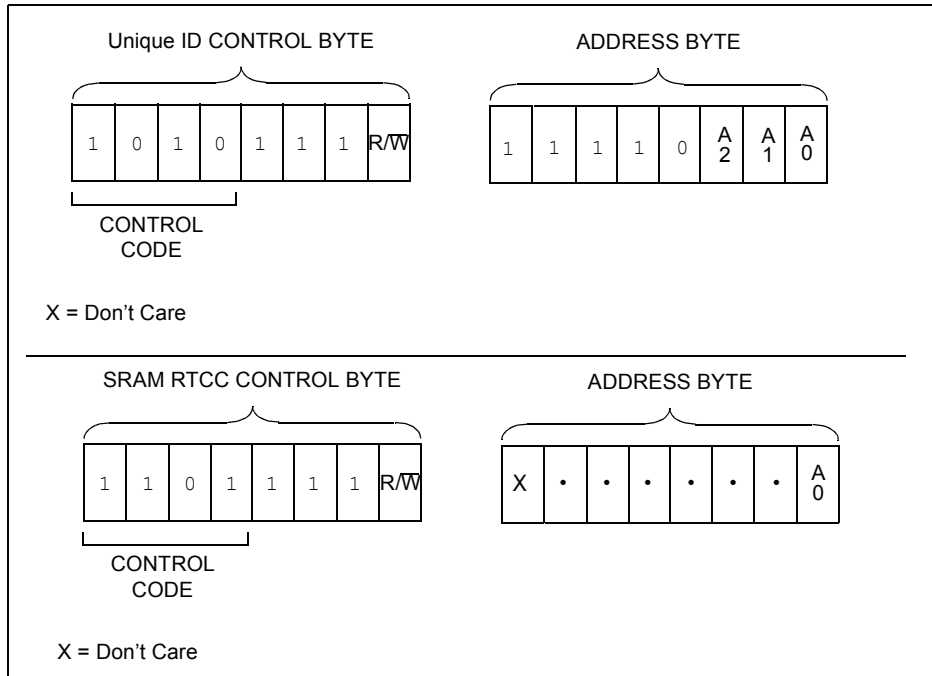 Unique ID CONTROL BYTE
ADDRESS BYTE
1 0 1 0 1 1 1 R/W̅
1 1 1 1 0 A2 A1 A0
CONTROL
CODE
X = Don't Care
SRAM RTCC CONTROL BYTE
ADDRESS BYTE
1 1 0 1 1 1 1 R/W̅
X • • • • • • A0
CONTROL
CODE
X = Don't Care